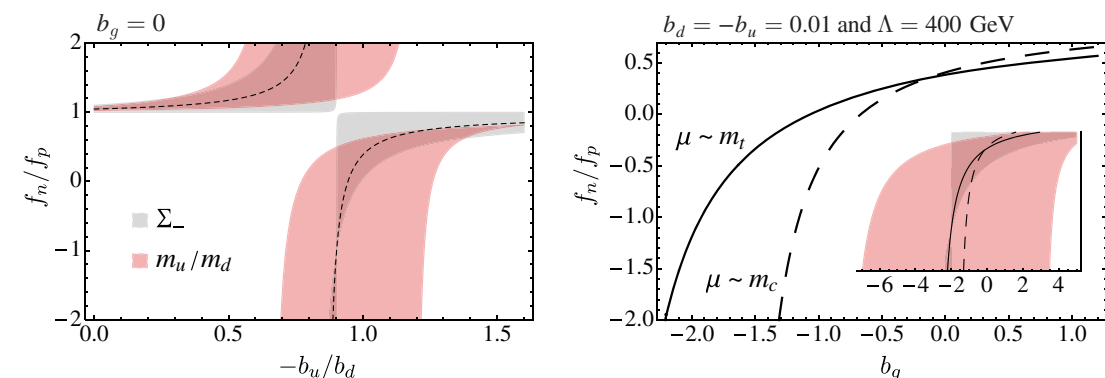 b_g = 0
2
1
0
−1
−2
f_n/f_p
Σ_−
m_u/m_d
0.0 0.5 1.0 1.5
−b_u/b_d
b_d = −b_u = 0.01 and Λ = 400 GeV
0.5
0.0
−0.5
−1.0
−1.5
−2.0
f_n/f_p
μ ~ m_t
μ ~ m_c
−6 −4 −2 0 2 4
−2.0 −1.5 −1.0 −0.5 0.0 0.5 1.0
b_g